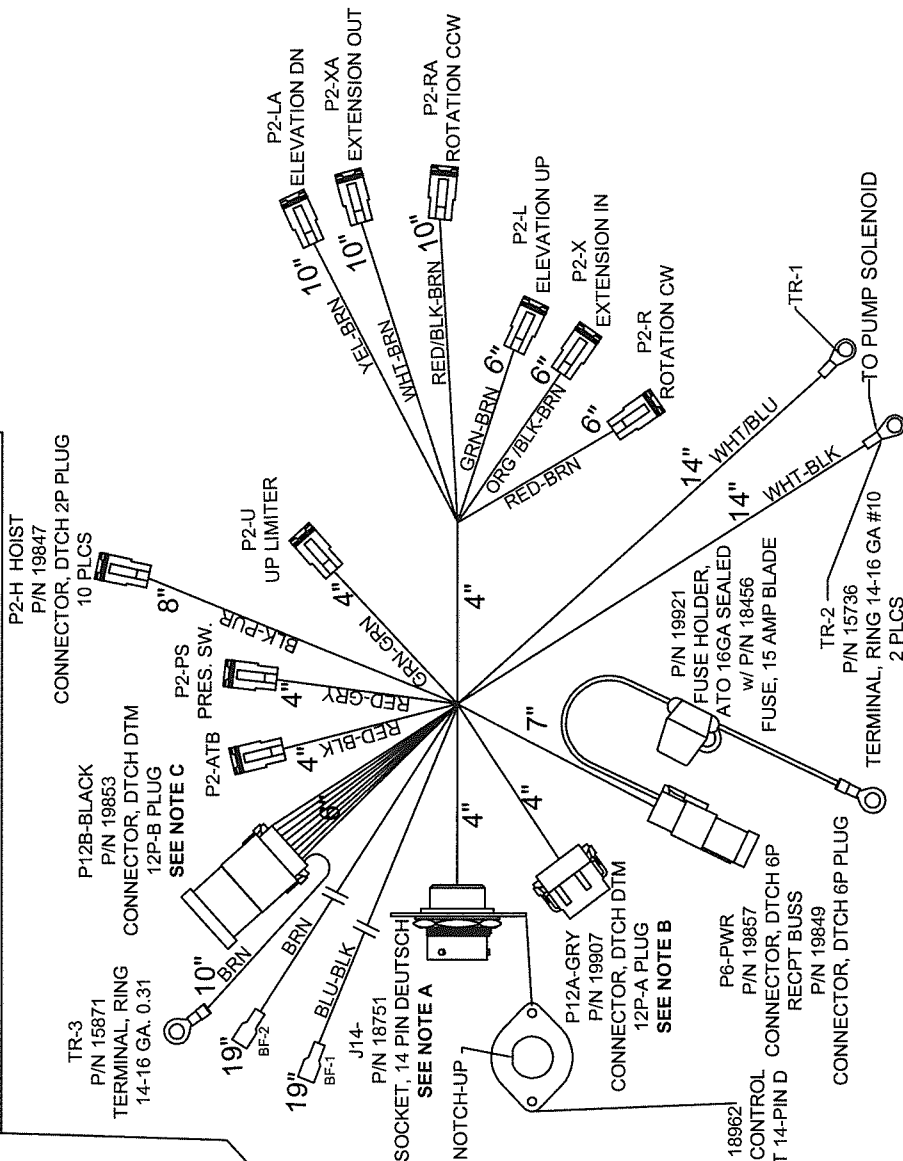 P2-H HOIST
P/N 19847
CONNECTOR, DTCH 2P PLUG
10 PLCS
8"
BLK-PUR
P2-U
UP LIMITER
4"
GRN-GRN
P2-PS
PRES. SW.
4"
RED-GRY
P2-ATB
4"
RED-BLK
P12B-BLACK
P/N 19853
CONNECTOR, DTCH DTM
12P-B PLUG
SEE NOTE C
6"
TR-3
P/N 15871
TERMINAL, RING
14-16 GA. 0.31
10"
BRN
19"
BF-2
BRN
19"
BF-1
BLU-BLK
J14-
P/N 18751
SOCKET, 14 PIN DEUTSCH
SEE NOTE A
4"
NOTCH-UP
18962
CONTROL
T 14-PIN D
P12A-GRY
P/N 19907
CONNECTOR, DTCH DTM
12P-A PLUG
SEE NOTE B
4"
P6-PWR
P/N 19857
CONNECTOR, DTCH 6P
RECPT BUSS
P/N 19849
CONNECTOR, DTCH 6P PLUG
7"
P/N 19921
FUSE HOLDER,
ATO 16GA SEALED
w/ P/N 18456
FUSE, 15 AMP BLADE
TR-2
P/N 15736
TERMINAL, RING 14-16 GA #10
2 PLCS
TO PUMP SOLENOID
14"
WHT-BLK
14"
WHT/BLU
TR-1
4"
P2-LA
ELEVATION DN
10"
YEL-BRN
P2-XA
EXTENSION OUT
10"
WHT-BRN
P2-RA
ROTATION CCW
10"
RED/BLK-BRN
P2-L
ELEVATION UP
6"
GRN-BRN
P2-X
EXTENSION IN
6"
ORG /BLK-BRN
P2-R
ROTATION CW
6"
RED-BRN